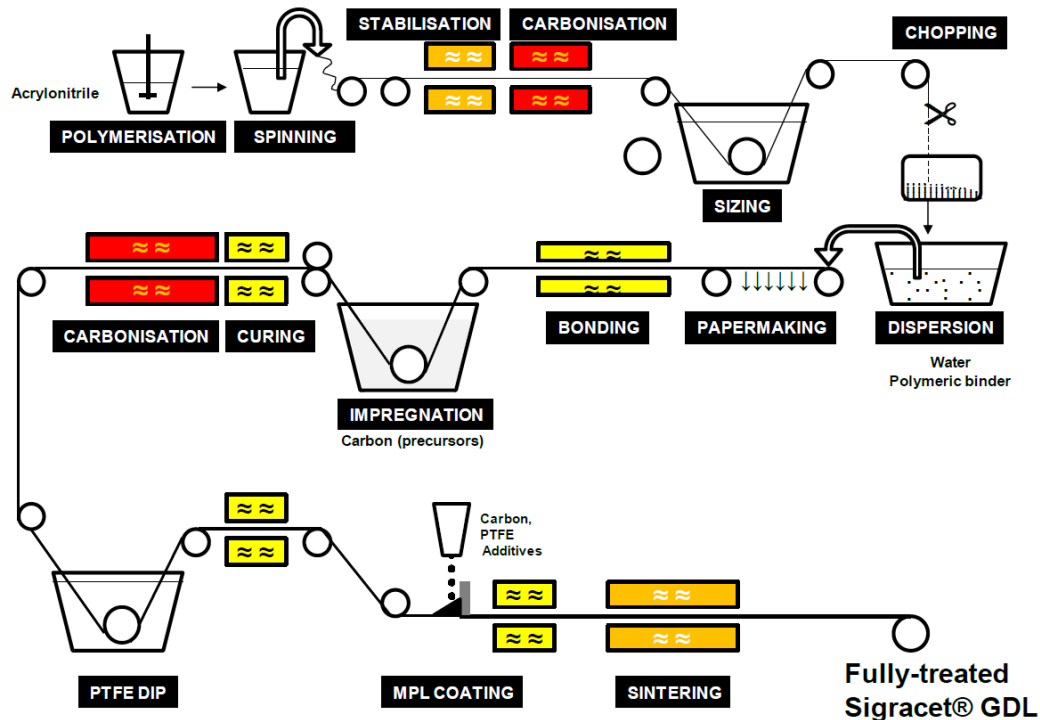 STABILISATION
CARBONISATION
CHOPPING
Acrylonitrile
POLYMERISATION
SPINNING
SIZING
CARBONISATION
CURING
BONDING
PAPERMAKING
DISPERSION
Water
Polymeric binder
IMPREGNATION
Carbon (precursors)
Carbon,
PTFE
Additives
PTFE DIP
MPL COATING
SINTERING
Fully-treated
Sigracet® GDL